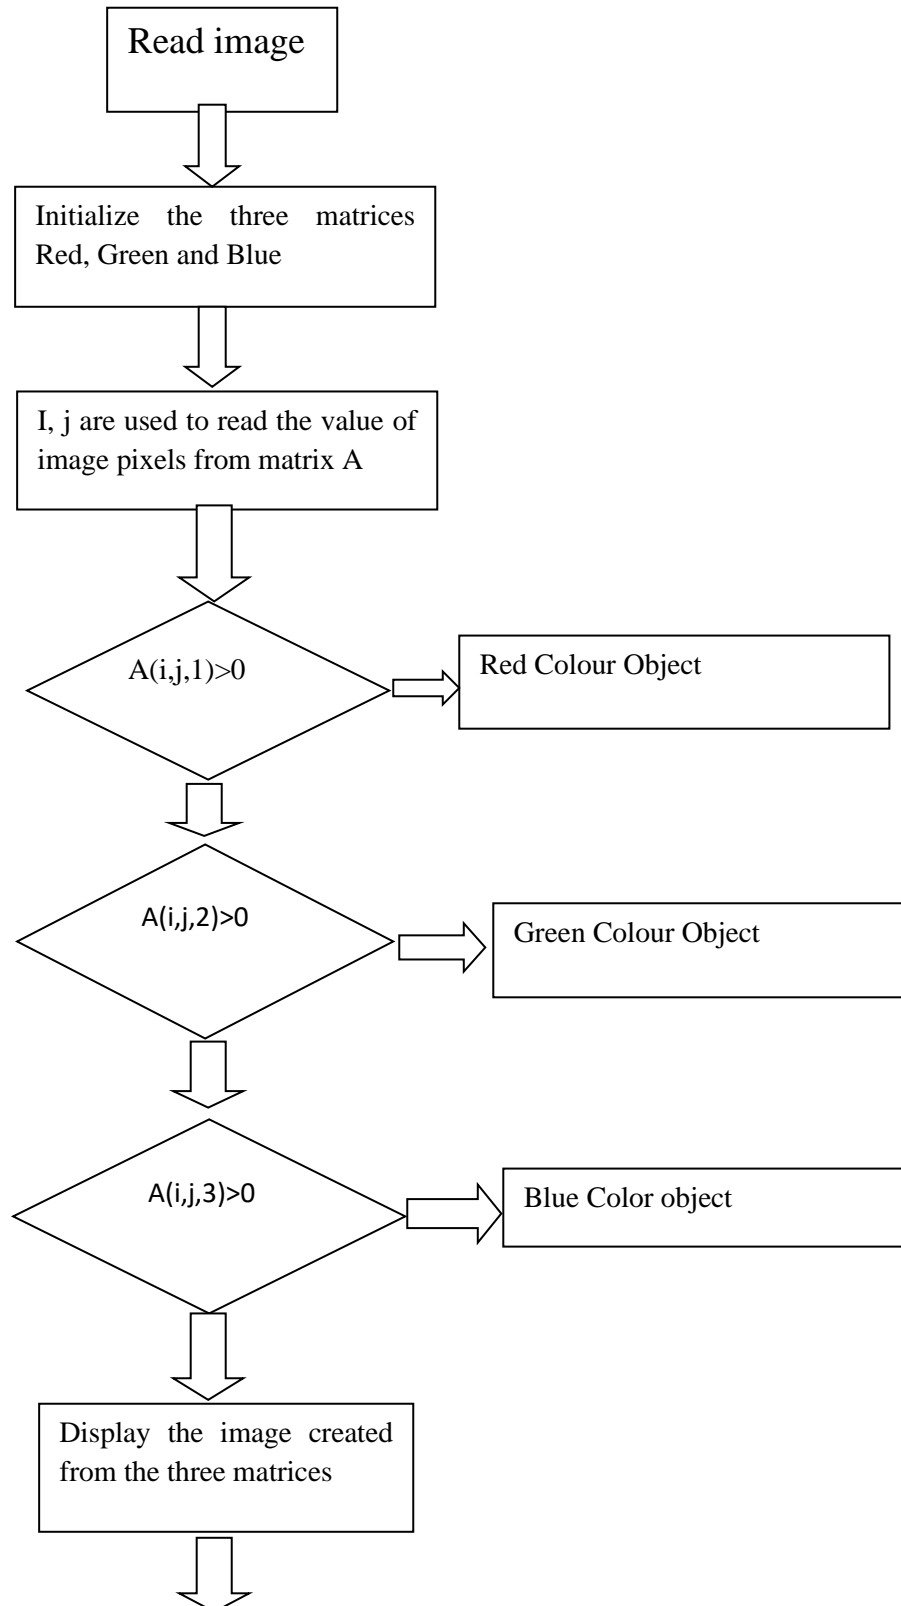 Read image
Initialize the three matrices
Red, Green and Blue
I, j are used to read the value of
image pixels from matrix A
A(i,j,1)>0
Red Colour Object
A(i,j,2)>0
Green Colour Object
A(i,j,3)>0
Blue Color object
Display the image created
from the three matrices